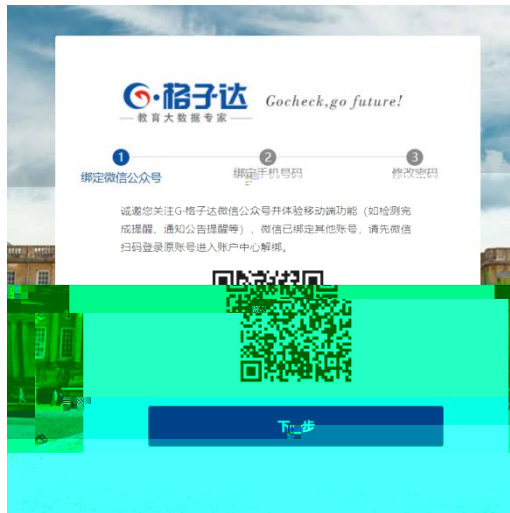 G·格子达
教育大数据专家
Gocheck,go future!
1 2 3
绑定微信公众号 绑定手机号码 修改密码
诚邀您关注G·格子达微信公众号并体验移动端功能（如检测完
成提醒、通知公告提醒等），微信已绑定其他账号，请先微信
扫码登录原账号进入账户中心解绑。
下一步